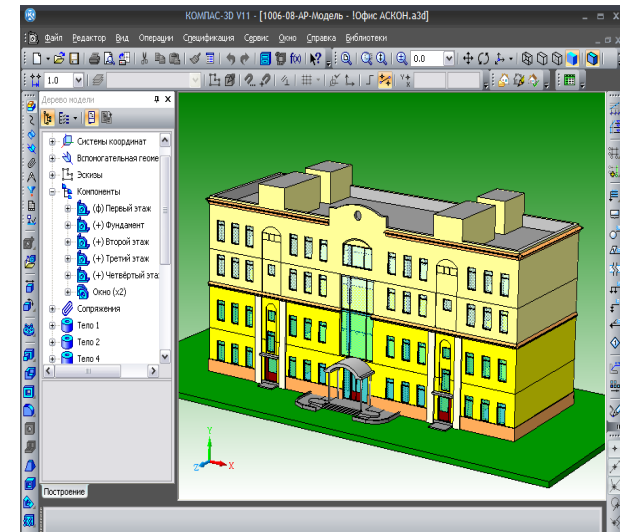 КОМПАС-3D V11 - [1006-08-АР-Модель - !Офис АСКОН.a3d]
Файл Редактор Вид Операции Спецификация Сервис Окно Справка Библиотеки
f(x) 0.0
1.0
Дерево модели
Системы координат
Вспомогательная геоме
Эскизы
Компоненты
(ф) Первый этаж
(+) Фундамент
(+) Второй этаж
(+) Третий этаж
(+) Четвёртый эта
Окно (x2)
Сопряжения
Тело 1
Тело 2
Тело 4
Y
Z X
Построение